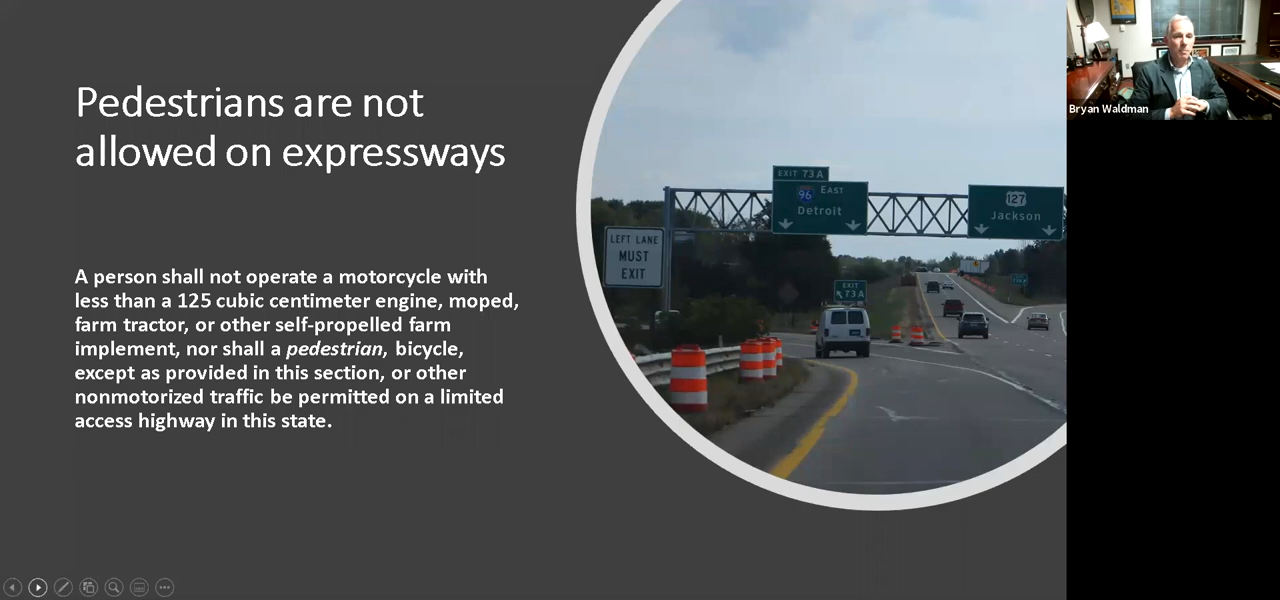 Pedestrians are not
allowed on expressways
A person shall not operate a motorcycle with
less than a 125 cubic centimeter engine, moped,
farm tractor, or other self-propelled farm
implement, nor shall a pedestrian, bicycle,
except as provided in this section, or other
nonmotorized traffic be permitted on a limited
access highway in this state.
EXIT 73A
96 EAST
Detroit
127
Jackson
LEFT LANE
MUST
EXIT
EXIT
73A
Bryan Waldman